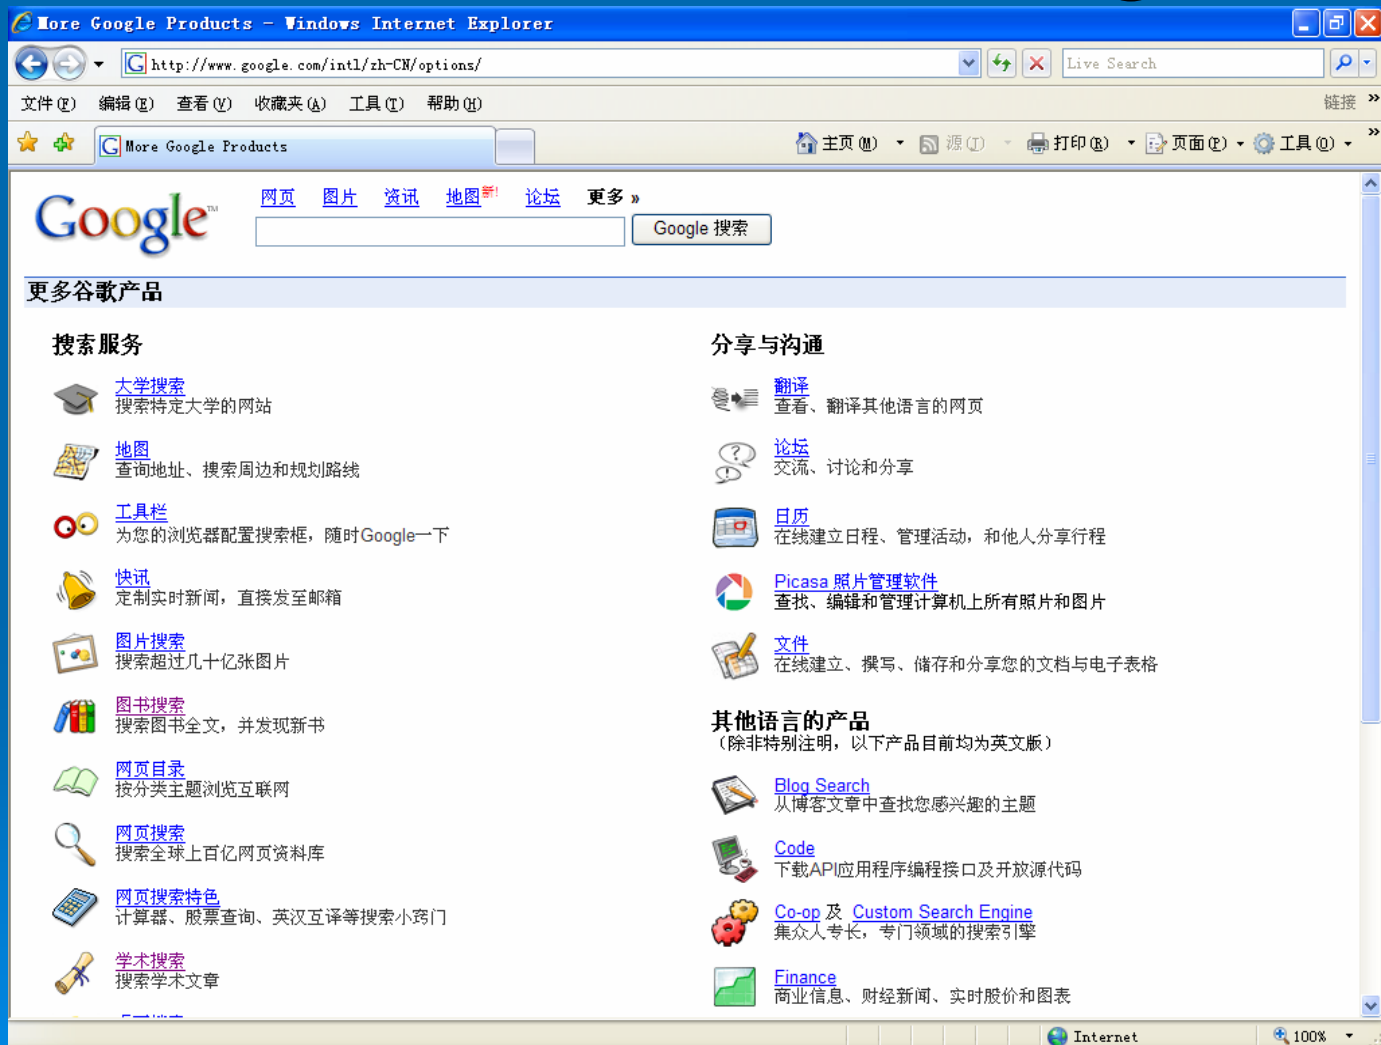 More Google Products - Windows Internet Explorer
http://www.google.com/intl/zh-CN/options/
Live Search
文件(F) 编辑(E) 查看(V) 收藏夹(A) 工具(T) 帮助(H)
链接 »
More Google Products
主页(M) 源(J) 打印(R) 页面(P) 工具(O) »
Google™
网页 图片 资讯 地图新! 论坛 更多 »
Google 搜索
更多谷歌产品
搜索服务
大学搜索
搜索特定大学的网站
地图
查询地址、搜索周边和规划路线
工具栏
为您的浏览器配置搜索框，随时Google一下
快讯
定制实时新闻，直接发至邮箱
图片搜索
搜索超过几十亿张图片
图书搜索
搜索图书全文，并发现新书
网页目录
按分类主题浏览互联网
网页搜索
搜索全球上百亿网页资料库
网页搜索特色
计算器、股票查询、英汉互译等搜索小窍门
学术搜索
搜索学术文章
分享与沟通
翻译
查看、翻译其他语言的网页
论坛
交流、讨论和分享
日历
在线建立日程、管理活动，和他人分享行程
Picasa 照片管理软件
查找、编辑和管理计算机上所有照片和图片
文件
在线建立、撰写、储存和分享您的文档与电子表格
其他语言的产品
（除非特别注明，以下产品目前均为英文版）
Blog Search
从博客文章中查找您感兴趣的主题
Code
下载API应用程序编程接口及开放源代码
Co-op 及 Custom Search Engine
集众人专长，专门领域的搜索引擎
Finance
商业信息、财经新闻、实时股价和图表
Internet
100%